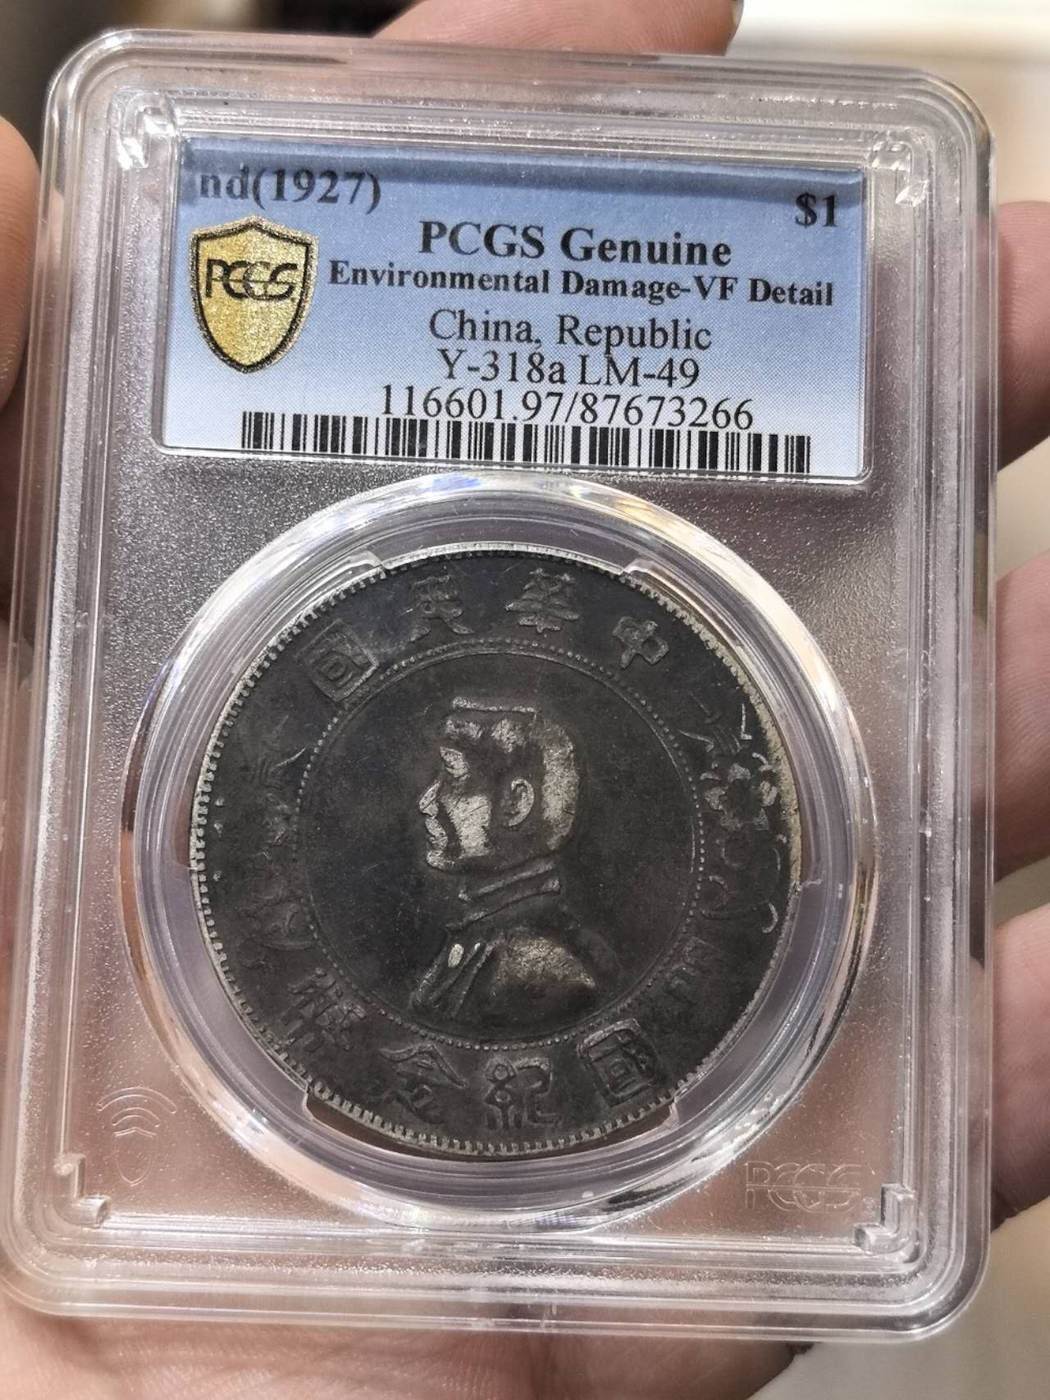 nd(1927)
$1
PCGS Genuine
PCGS
Environmental Damage-VF Detail
China, Republic
Y-318a LM-49
116601.97/87673266
中華民國
開國紀念幣
PCGS